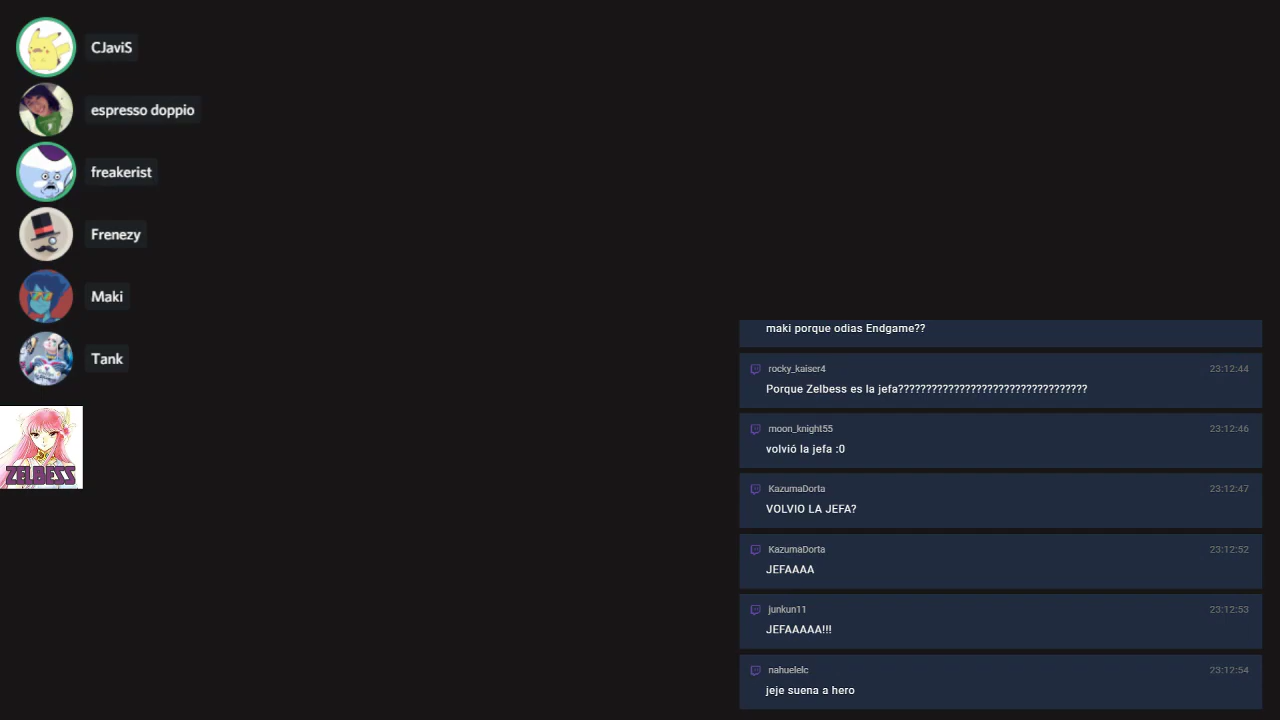 CJaviS
espresso doppio
freakerist
Frenezy
Maki
Tank
ZELBESS
maki porque odias Endgame??
rocky_kaiser4 23:12:44
Porque Zelbess es la jefa??????????????????????????????????
moon_knight55 23:12:46
volvió la jefa :0
KazumaDorta 23:12:47
VOLVIO LA JEFA?
KazumaDorta 23:12:52
JEFAAAA
junkun11 23:12:53
JEFAAAAA!!!
nahuelelc 23:12:54
jeje suena a hero